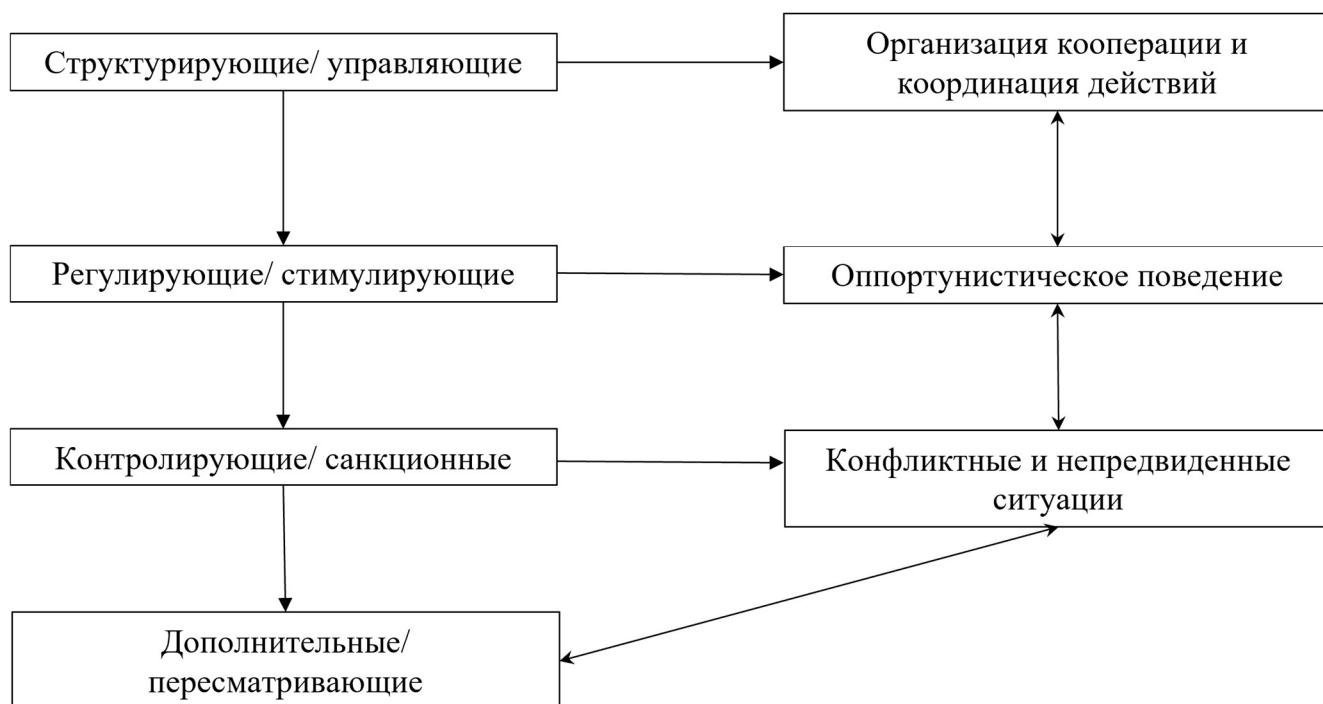 Структурирующие/ управляющие
Организация кооперации и
координация действий
Регулирующие/ стимулирующие
Оппортунистическое поведение
Контролирующие/ санкционные
Конфликтные и непредвиденные
ситуации
Дополнительные/
пересматривающие